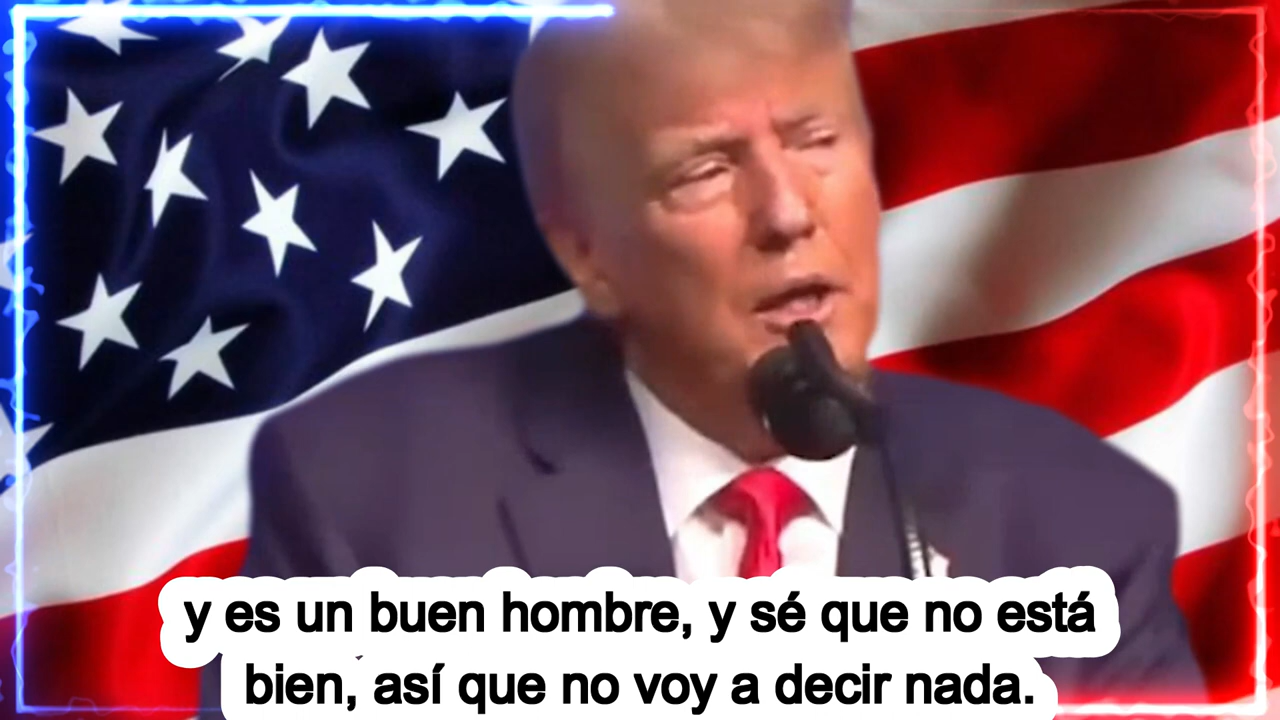 y es un buen hombre, y sé que no está
bien, así que no voy a decir nada.